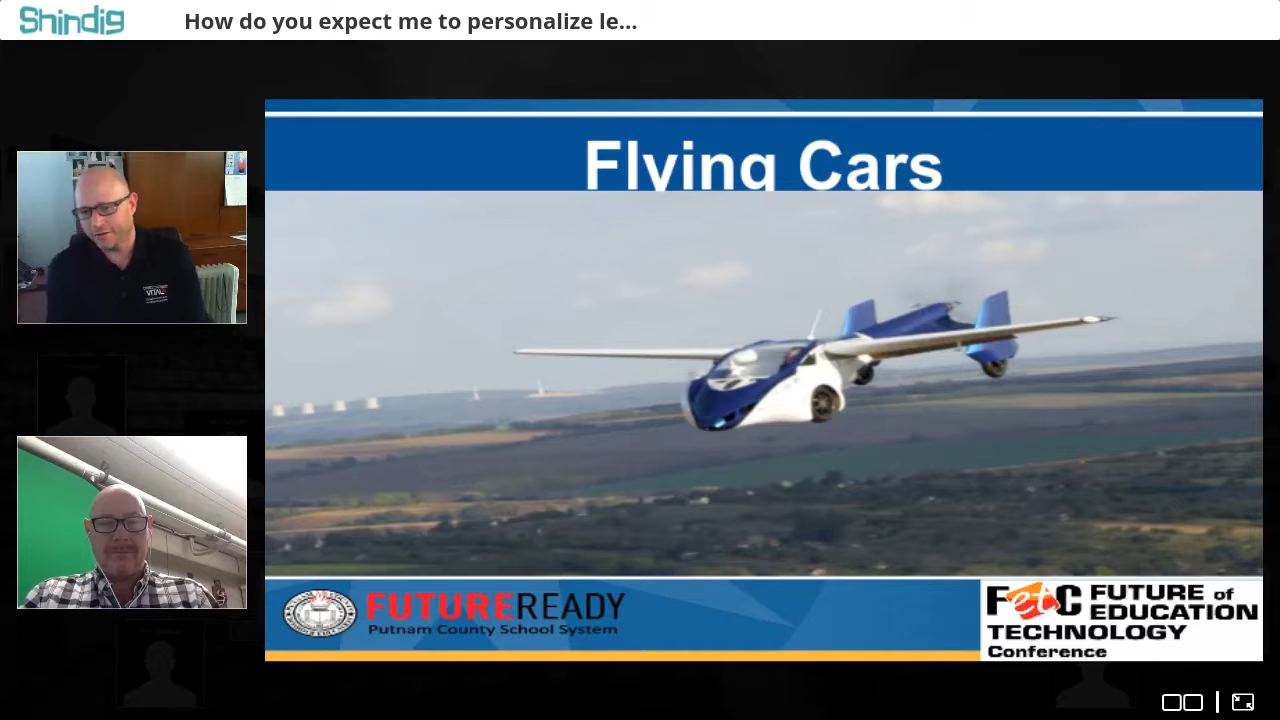 Shindig
How do you expect me to personalize le...
Flying Cars
FUTUREREADY
Putnam County School System
FETC FUTURE of
EDUCATION
TECHNOLOGY
Conference